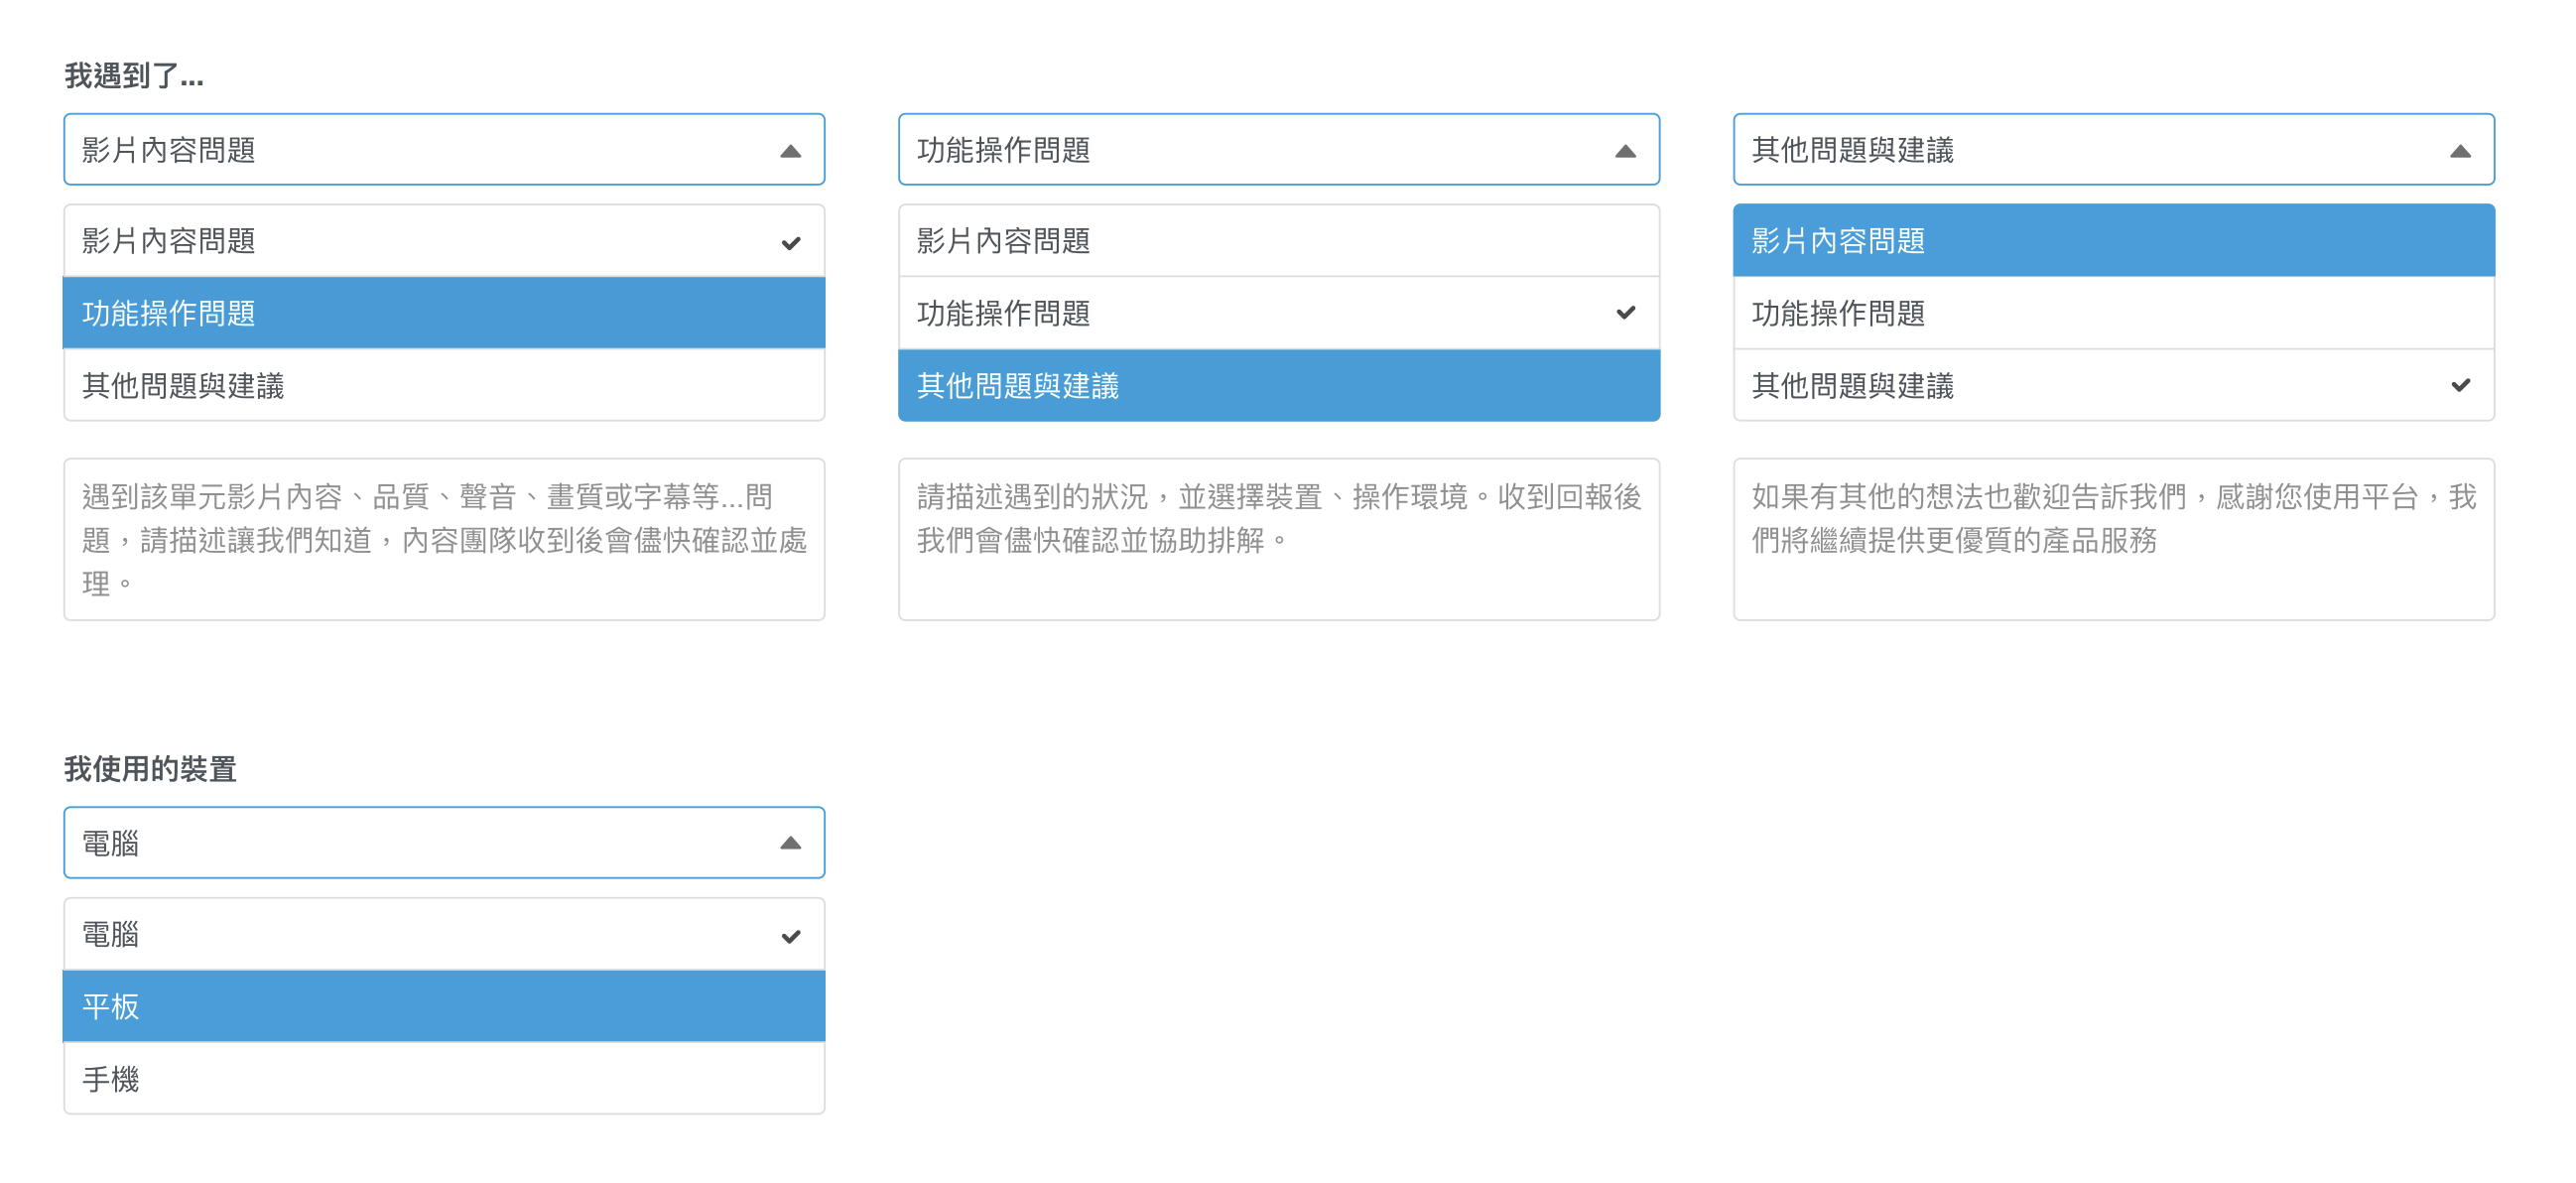 我遇到了...
影片內容問題
影片內容問題
功能操作問題
其他問題與建議
遇到該單元影片內容、品質、聲音、畫質或字幕等...問
題，請描述讓我們知道，內容團隊收到後會儘快確認並處
理。
功能操作問題
影片內容問題
功能操作問題
其他問題與建議
請描述遇到的狀況，並選擇裝置、操作環境。收到回報後
我們會儘快確認並協助排解。
其他問題與建議
影片內容問題
功能操作問題
其他問題與建議
如果有其他的想法也歡迎告訴我們，感謝您使用平台，我
們將繼續提供更優質的產品服務
我使用的裝置
電腦
電腦
平板
手機